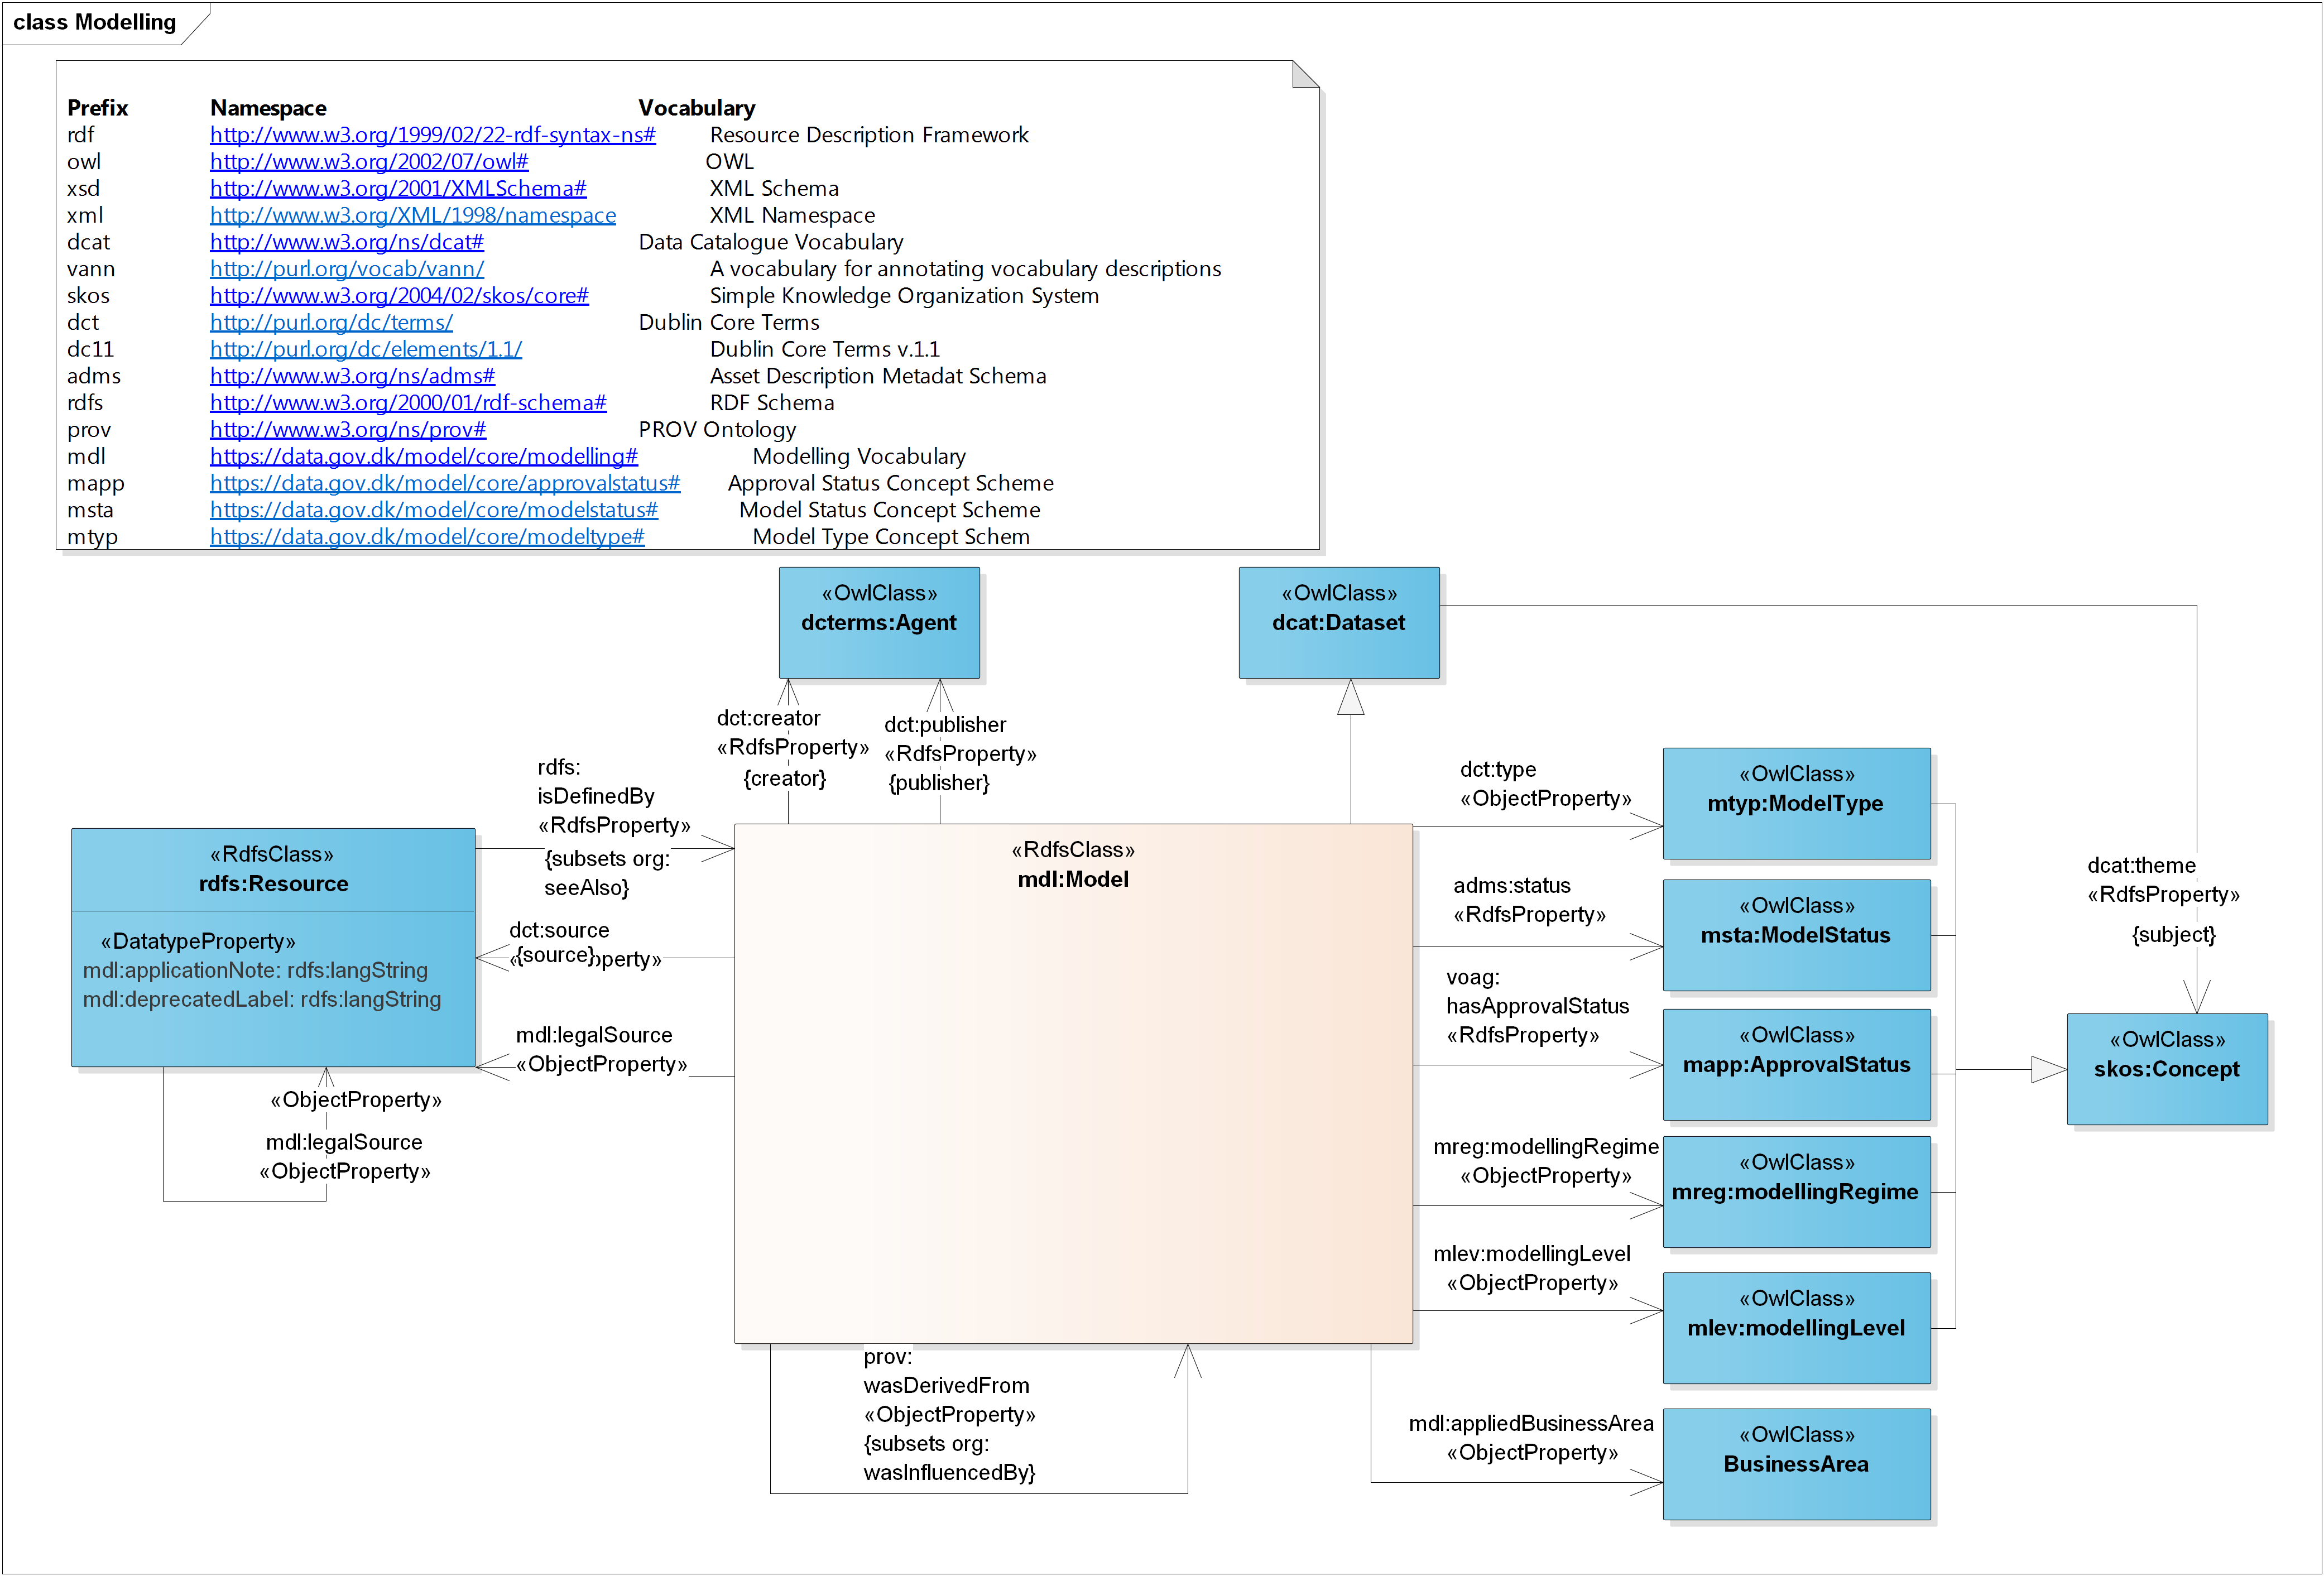 class Modelling
Prefix Namespace Vocabulary
rdf http://www.w3.org/1999/02/22-rdf-syntax-ns# Resource Description Framework
owl http://www.w3.org/2002/07/owl# OWL
xsd http://www.w3.org/2001/XMLSchema# XML Schema
xml http://www.w3.org/XML/1998/namespace XML Namespace
dcat http://www.w3.org/ns/dcat# Data Catalogue Vocabulary
vann http://purl.org/vocab/vann/ A vocabulary for annotating vocabulary descriptions
skos http://www.w3.org/2004/02/skos/core# Simple Knowledge Organization System
dct http://purl.org/dc/terms/ Dublin Core Terms
dc11 http://purl.org/dc/elements/1.1/ Dublin Core Terms v.1.1
adms http://www.w3.org/ns/adms# Asset Description Metadat Schema
rdfs http://www.w3.org/2000/01/rdf-schema# RDF Schema
prov http://www.w3.org/ns/prov# PROV Ontology
mdl https://data.gov.dk/model/core/modelling# Modelling Vocabulary
mapp https://data.gov.dk/model/core/approvalstatus# Approval Status Concept Scheme
msta https://data.gov.dk/model/core/modelstatus# Model Status Concept Scheme
mtyp https://data.gov.dk/model/core/modeltype# Model Type Concept Schem
«OwlClass»
dcterms:Agent
«OwlClass»
dcat:Dataset
dct:creator
«RdfsProperty»
{creator}
dct:publisher
«RdfsProperty»
{publisher}
rdfs:
isDefinedBy
«RdfsProperty»
{subsets org:
seeAlso}
«RdfsClass»
rdfs:Resource
«DatatypeProperty»
mdl:applicationNote: rdfs:langString
mdl:deprecatedLabel: rdfs:langString
dct:source
{source}
mdl:legalSource
«ObjectProperty»
«ObjectProperty»
mdl:legalSource
«ObjectProperty»
«RdfsClass»
mdl:Model
prov:
wasDerivedFrom
«ObjectProperty»
{subsets org:
wasInfluencedBy}
dct:type
«ObjectProperty»
«OwlClass»
mtyp:ModelType
adms:status
«RdfsProperty»
«OwlClass»
msta:ModelStatus
voag:
hasApprovalStatus
«RdfsProperty»
«OwlClass»
mapp:ApprovalStatus
mreg:modellingRegime
«ObjectProperty»
«OwlClass»
mreg:modellingRegime
mlev:modellingLevel
«ObjectProperty»
«OwlClass»
mlev:modellingLevel
mdl:appliedBusinessArea
«ObjectProperty»
«OwlClass»
BusinessArea
dcat:theme
«RdfsProperty»
{subject}
«OwlClass»
skos:Concept